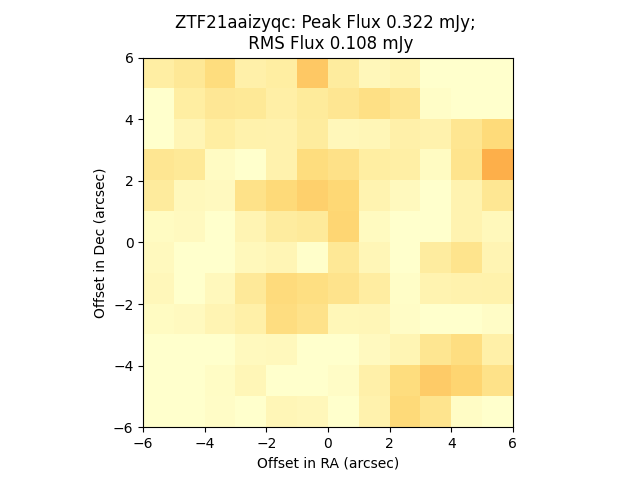 ZTF21aaizyqc: Peak Flux 0.322 mJy;
RMS Flux 0.108 mJy
6
4
2
0
−2
−4
−6
Offset in Dec (arcsec)
−6 −4 −2 0 2 4 6
Offset in RA (arcsec)